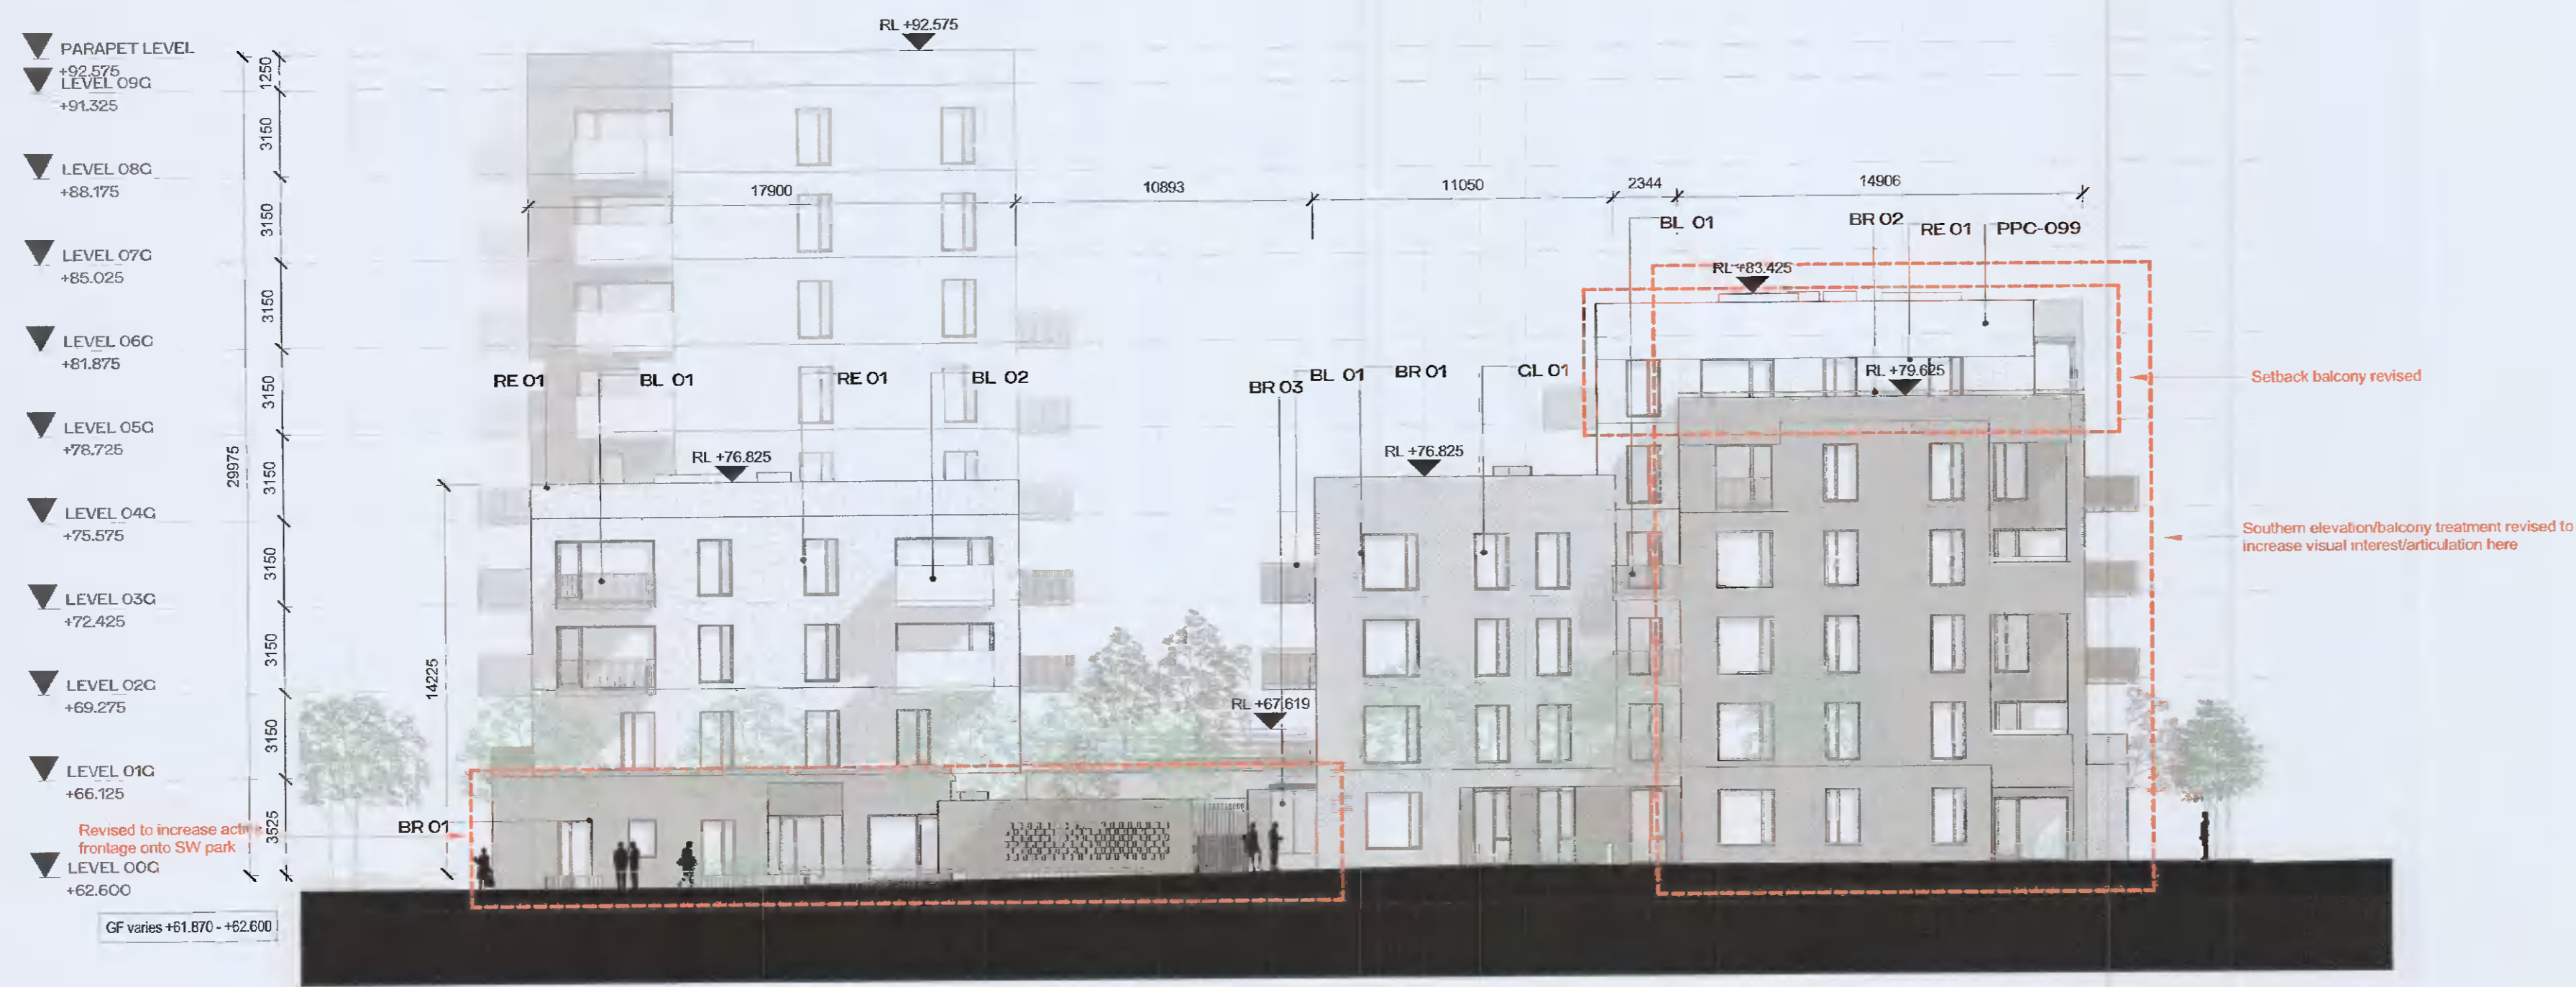 PARAPET LEVEL
+92.575
LEVEL 09G
+91.325
LEVEL 08G
+88.175
LEVEL 07G
+85.025
LEVEL 06G
+81.875
LEVEL 05G
+78.725
LEVEL 04G
+75.575
LEVEL 03G
+72.425
LEVEL 02G
+69.275
LEVEL 01G
+66.125
Revised to increase active
frontage onto SW park
LEVEL 00G
+62.600
GF varies +61.870 - +62.600
29975
1250
3150
3150
3150
3150
3150
3150
3150
3150
3525
14225
RL +92.575
17900
10893
11050
2344
14906
RE 01
BL 01
RE 01
BL 02
RL +76.825
BR 01
BR 03
BL 01
BR 01
CL 01
RL +76.825
RL +67.619
BL 01
BR 02
RE 01
PPC-099
RL +83.425
RL +79.625
Setback balcony revised
Southern elevation/balcony treatment revised to
increase visual interest/articulation here